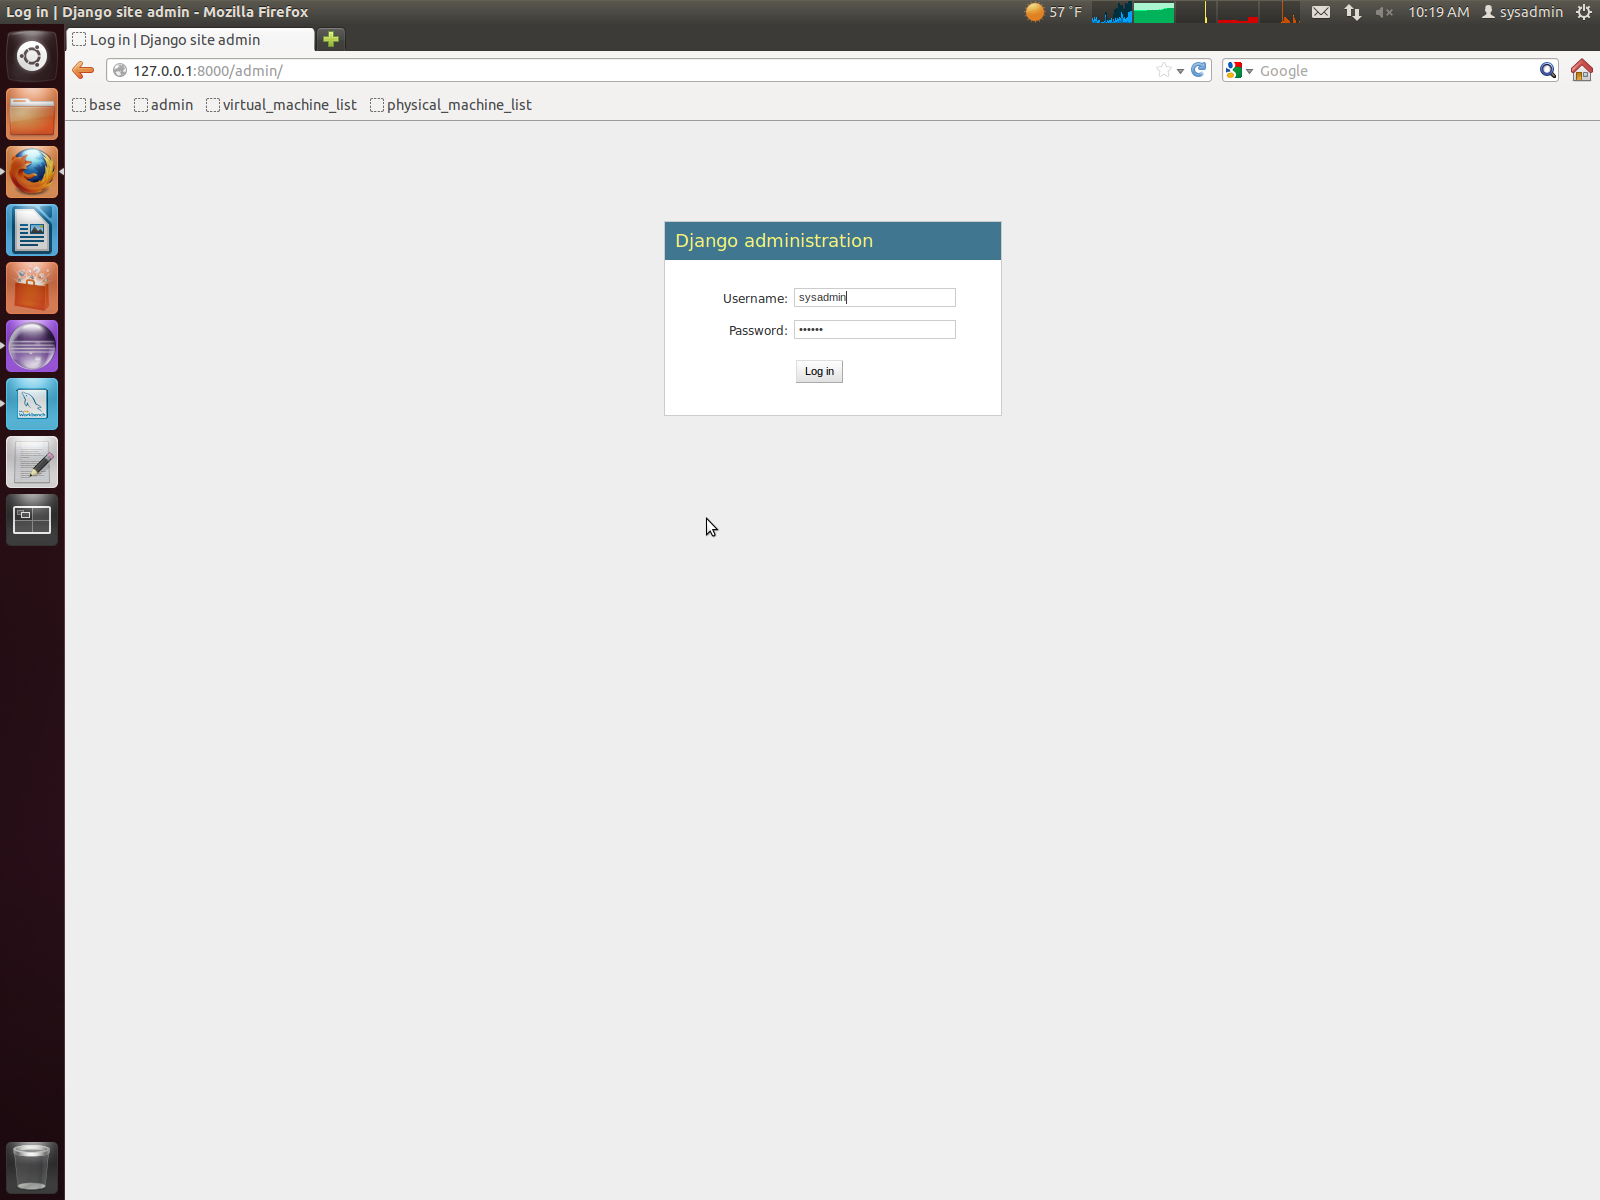 Log in | Django site admin - Mozilla Firefox
57 °F
10:19 AM
sysadmin
Log in | Django site admin
127.0.0.1:8000/admin/
Google
base
admin
virtual_machine_list
physical_machine_list
Django administration
Username: sysadmin
Password: ••••••
Log in
Workbench